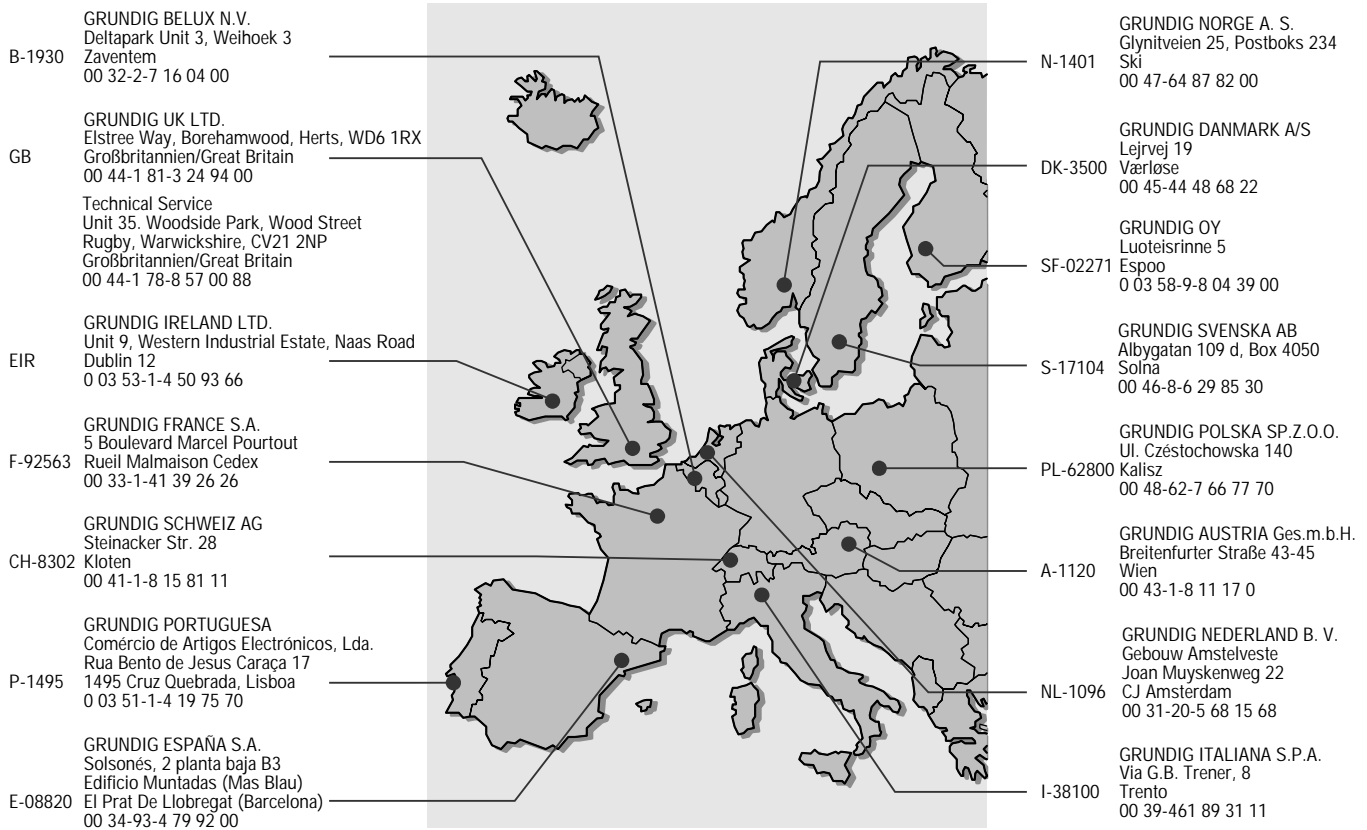 GRUNDIG BELUX N.V.
Deltapark Unit 3, Weihoek 3
B-1930 Zaventem
00 32-2-7 16 04 00
GRUNDIG UK LTD.
Elstree Way, Borehamwood, Herts, WD6 1RX
GB Großbritannien/Great Britain
00 44-1 81-3 24 94 00
Technical Service
Unit 35. Woodside Park, Wood Street
Rugby, Warwickshire, CV21 2NP
Großbritannien/Great Britain
00 44-1 78-8 57 00 88
GRUNDIG IRELAND LTD.
Unit 9, Western Industrial Estate, Naas Road
EIR Dublin 12
0 03 53-1-4 50 93 66
GRUNDIG FRANCE S.A.
5 Boulevard Marcel Pourtout
F-92563 Rueil Malmaison Cedex
00 33-1-41 39 26 26
GRUNDIG SCHWEIZ AG
Steinacker Str. 28
CH-8302 Kloten
00 41-1-8 15 81 11
GRUNDIG PORTUGUESA
Comércio de Artigos Electrónicos, Lda.
Rua Bento de Jesus Caraça 17
P-1495 1495 Cruz Quebrada, Lisboa
0 03 51-1-4 19 75 70
GRUNDIG ESPAÑA S.A.
Solsonés, 2 planta baja B3
Edificio Muntadas (Mas Blau)
E-08820 El Prat De Llobregat (Barcelona)
00 34-93-4 79 92 00
GRUNDIG NORGE A. S.
Glynitveien 25, Postboks 234
N-1401 Ski
00 47-64 87 82 00
GRUNDIG DANMARK A/S
Lejrvej 19
DK-3500 Værløse
00 45-44 48 68 22
GRUNDIG OY
Luoteisrinne 5
SF-02271 Espoo
0 03 58-9-8 04 39 00
GRUNDIG SVENSKA AB
Albygatan 109 d, Box 4050
S-17104 Solna
00 46-8-6 29 85 30
GRUNDIG POLSKA SP.Z.O.O.
Ul. Czéstochowska 140
PL-62800 Kalisz
00 48-62-7 66 77 70
GRUNDIG AUSTRIA Ges.m.b.H.
Breitenfurter Straße 43-45
A-1120 Wien
00 43-1-8 11 17 0
GRUNDIG NEDERLAND B. V.
Gebouw Amstelveste
Joan Muyskenweg 22
NL-1096 CJ Amsterdam
00 31-20-5 68 15 68
GRUNDIG ITALIANA S.P.A.
Via G.B. Trener, 8
I-38100 Trento
00 39-461 89 31 11